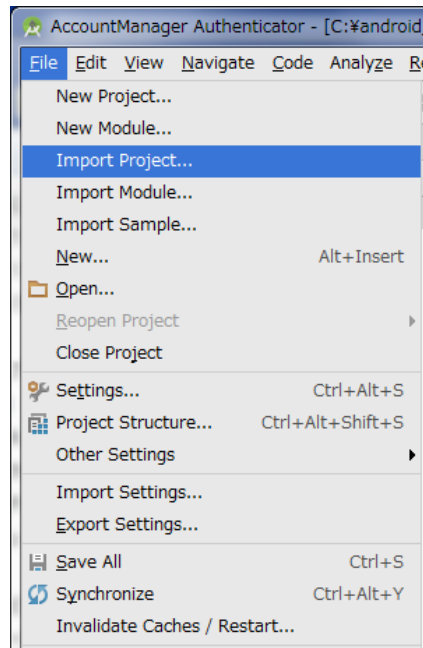 AccountManager Authenticator - [C:¥android_
File Edit View Navigate Code Analyze
New Project...
New Module...
Import Project...
Import Module...
Import Sample...
New... Alt+Insert
Open...
Reopen Project
Close Project
Settings... Ctrl+Alt+S
Project Structure... Ctrl+Alt+Shift+S
Other Settings
Import Settings...
Export Settings...
Save All Ctrl+S
Synchronize Ctrl+Alt+Y
Invalidate Caches / Restart...